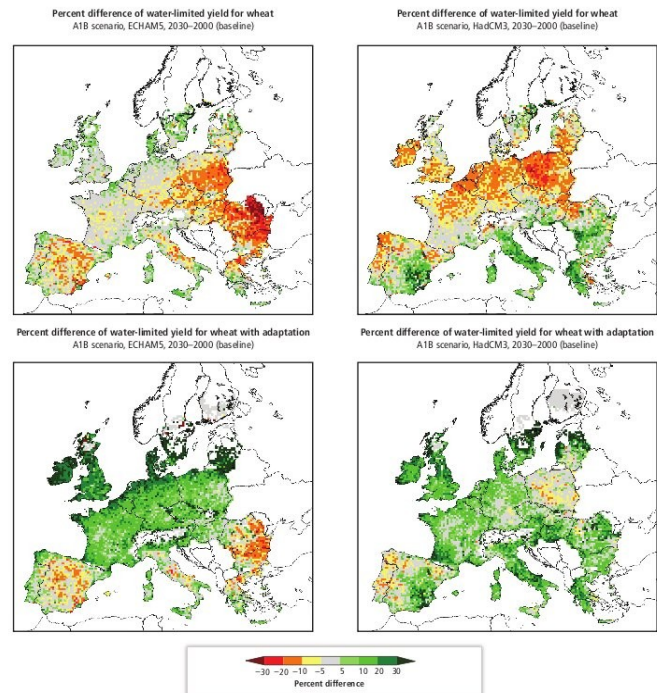 Percent difference of water-limited yield for wheat
A1B scenario, ECHAM5, 2030–2000 (baseline)
Percent difference of water-limited yield for wheat
A1B scenario, HadCM3, 2030–2000 (baseline)
Percent difference of water-limited yield for wheat with adaptation
A1B scenario, ECHAM5, 2030–2000 (baseline)
Percent difference of water-limited yield for wheat with adaptation
A1B scenario, HadCM3, 2030–2000 (baseline)
−30 −20 −10 −5 5 10 20 30
Percent difference